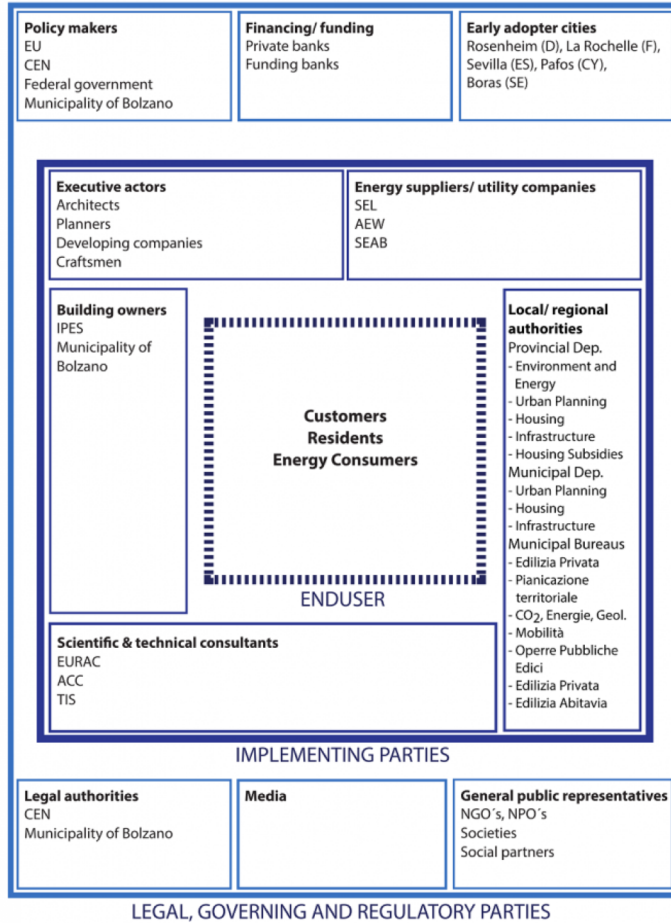 Policy makers
EU
CEN
Federal government
Municipality of Bolzano
Financing/ funding
Private banks
Funding banks
Early adopter cities
Rosenheim (D), La Rochelle (F),
Sevilla (ES), Pafos (CY),
Boras (SE)
Executive actors
Architects
Planners
Developing companies
Craftsmen
Energy suppliers/ utility companies
SEL
AEW
SEAB
Building owners
IPES
Municipality of
Bolzano
Customers
Residents
Energy Consumers
ENDUSER
Local/ regional
authorities
Provincial Dep.
- Environment and
Energy
- Urban Planning
- Housing
- Infrastructure
- Housing Subsidies
Municipal Dep.
- Urban Planning
- Housing
- Infrastructure
Municipal Bureaus
- Edilizia Privata
- Pianicazione
territoriale
- CO2, Energie, Geol.
- Mobilità
- Operre Pubbliche
Edici
- Edilizia Privata
- Edilizia Abitavia
Scientific & technical consultants
EURAC
ACC
TIS
IMPLEMENTING PARTIES
Legal authorities
CEN
Municipality of Bolzano
Media
General public representatives
NGO´s, NPO´s
Societies
Social partners
LEGAL, GOVERNING AND REGULATORY PARTIES